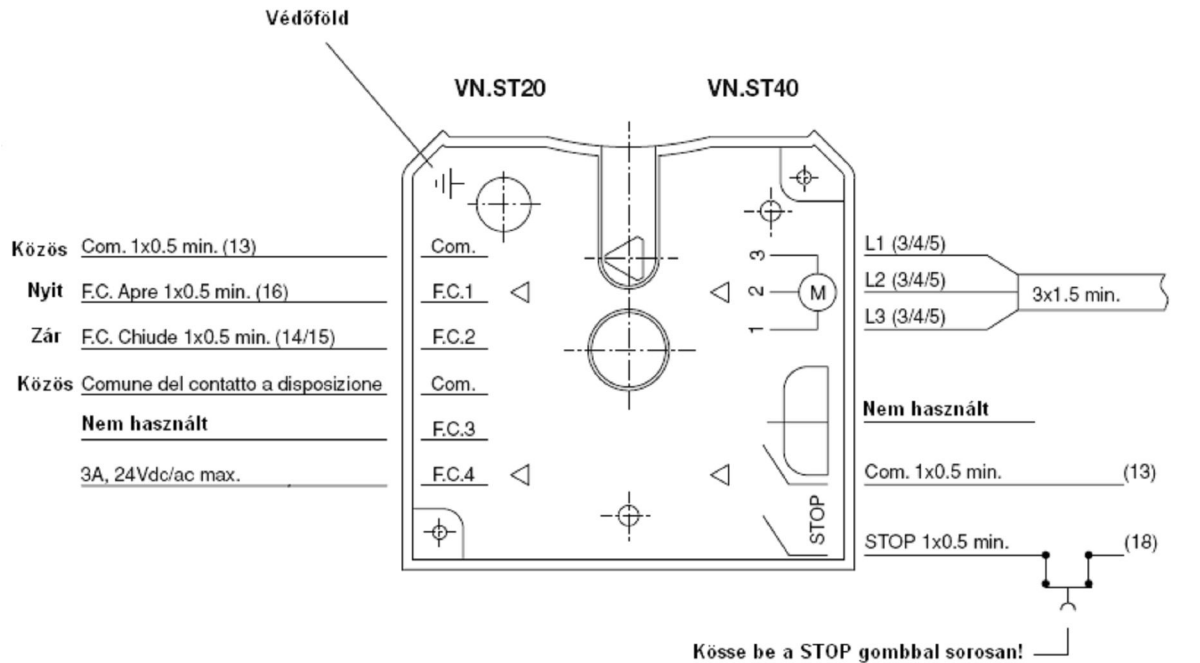 Védőföld
VN.ST20 VN.ST40
Közös Com. 1x0.5 min. (13) Com.
Nyit F.C. Apre 1x0.5 min. (16) F.C.1
Zár F.C. Chiude 1x0.5 min. (14/15) F.C.2
Közös Comune del contatto a disposizione Com.
Nem használt F.C.3
3A, 24Vdc/ac max. F.C.4
3 L1 (3/4/5)
2 M L2 (3/4/5) 3x1.5 min.
1 L3 (3/4/5)
Nem használt
Com. 1x0.5 min. (13)
STOP STOP 1x0.5 min. (18)
Kösse be a STOP gombbal sorosan!